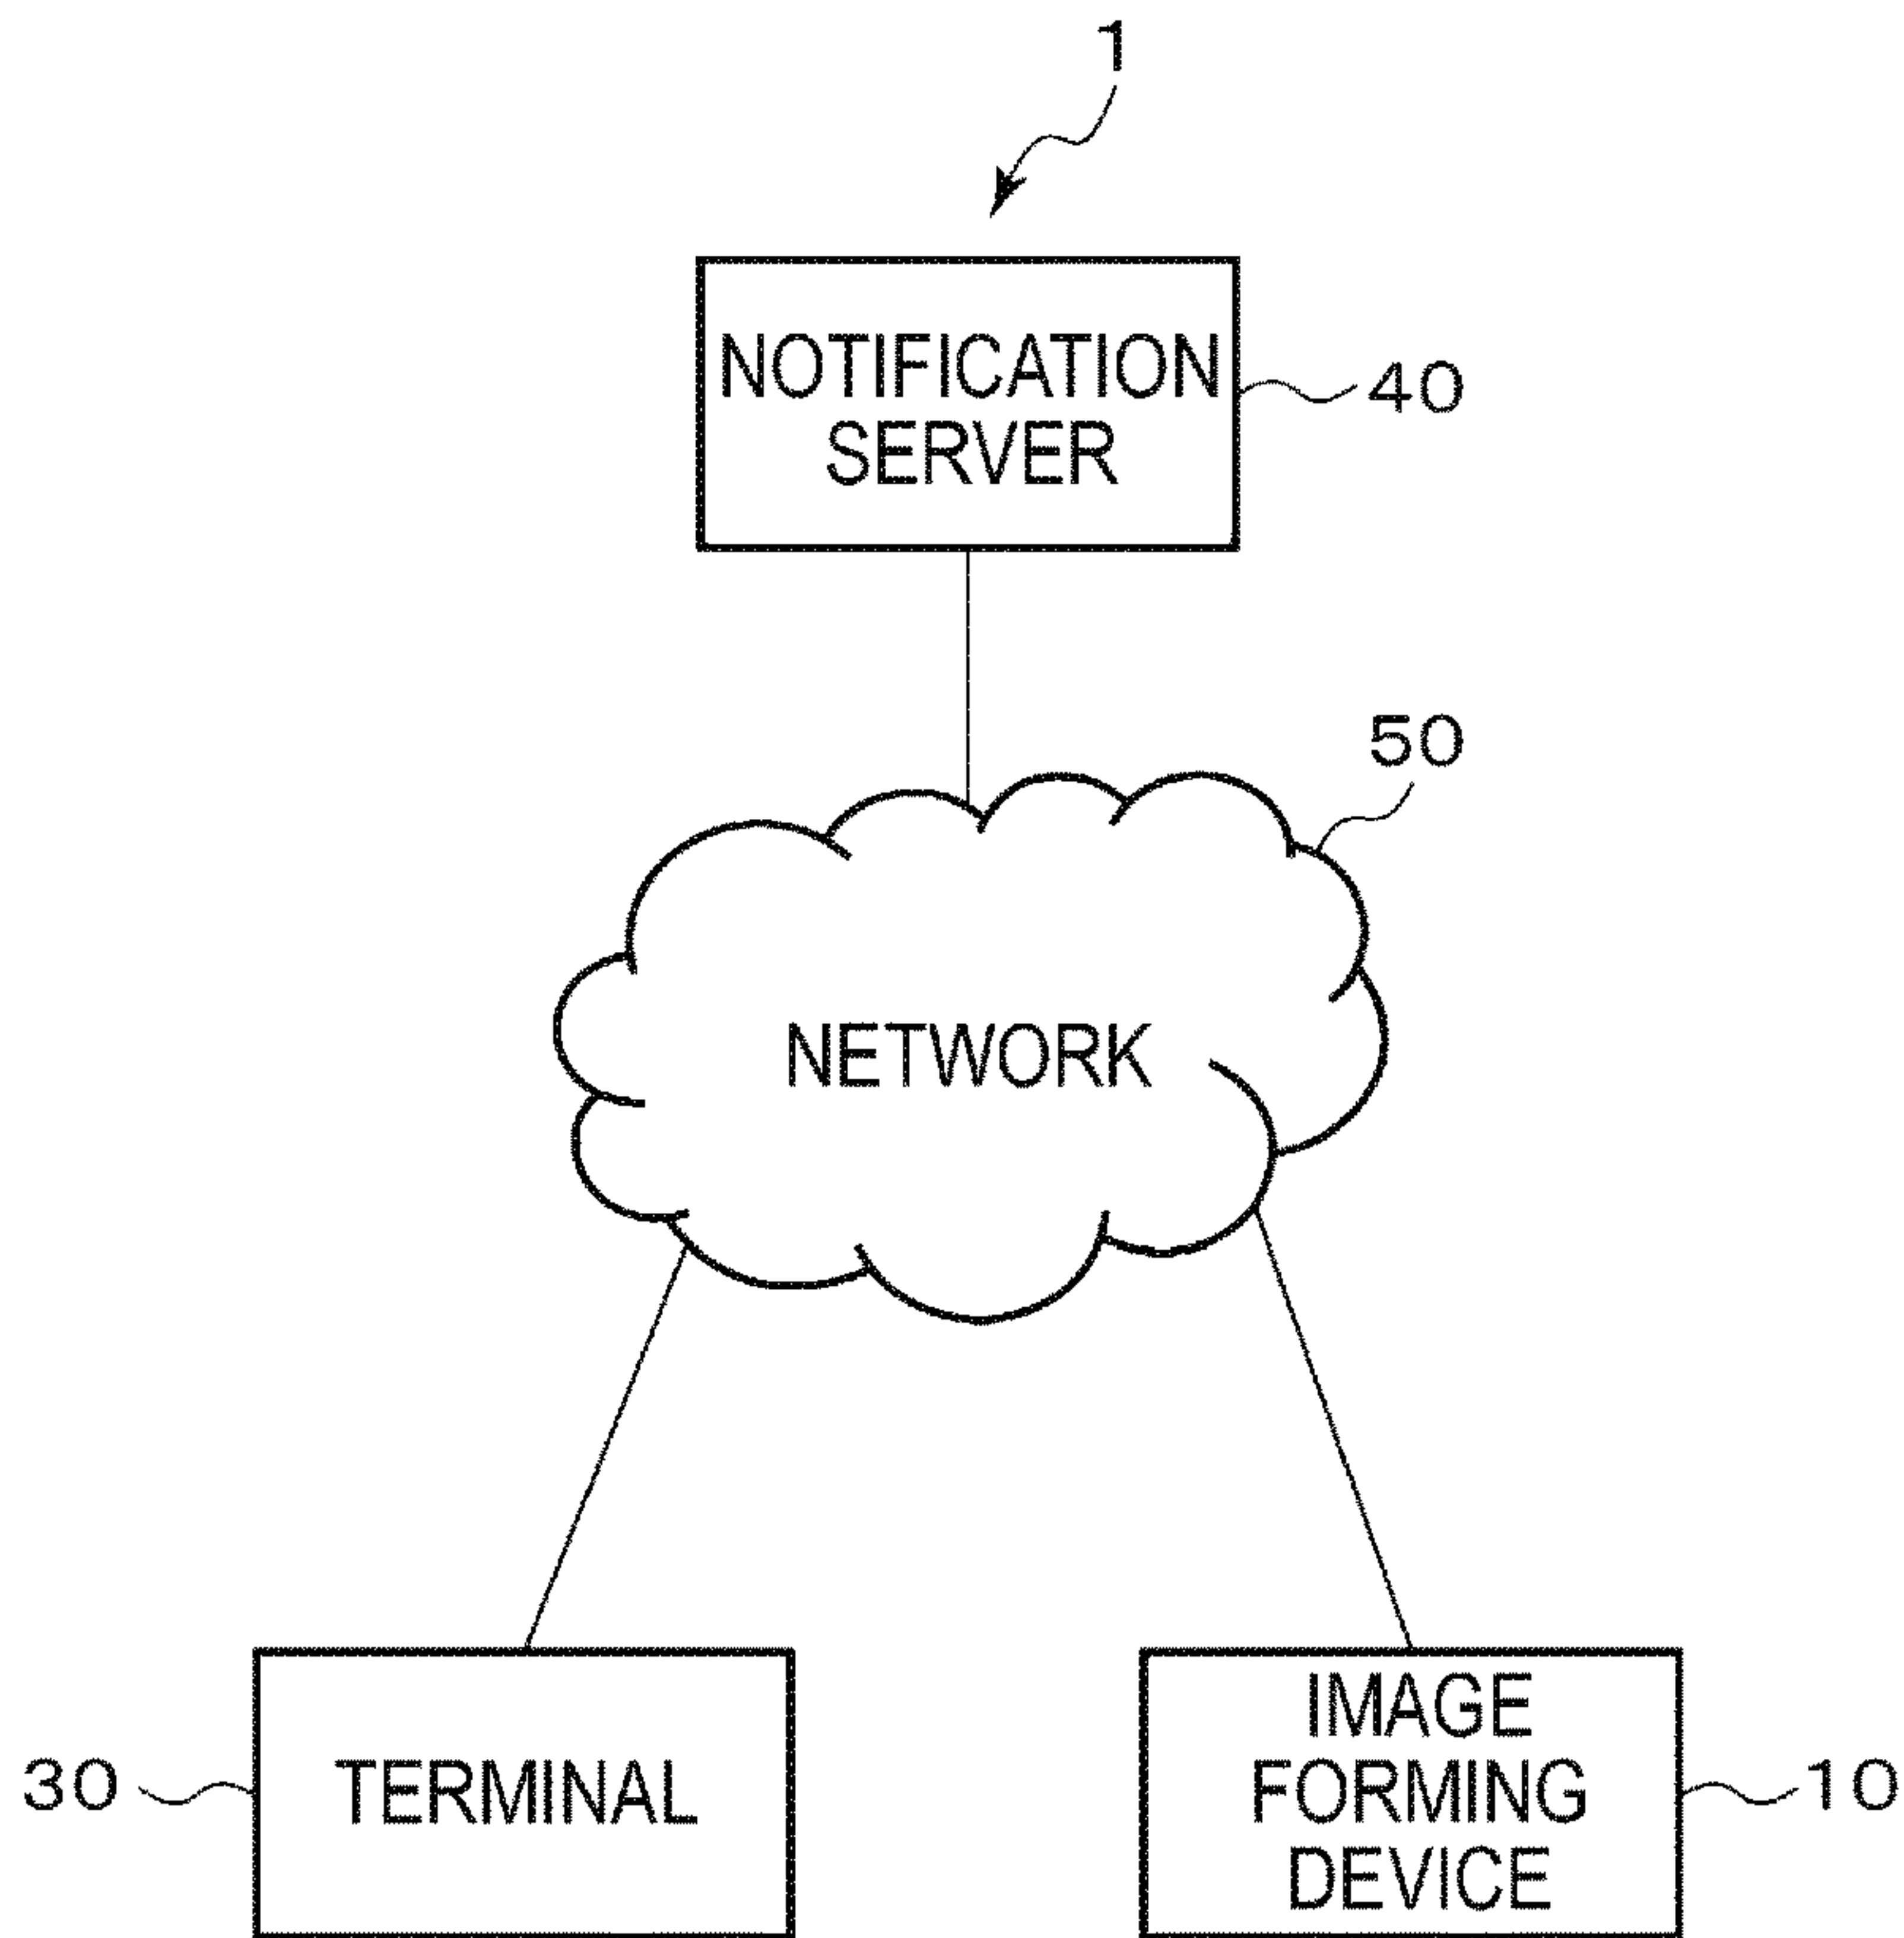 1
NOTIFICATION
SERVER
40
50
NETWORK
30
TERMINAL
IMAGE
FORMING
DEVICE
10